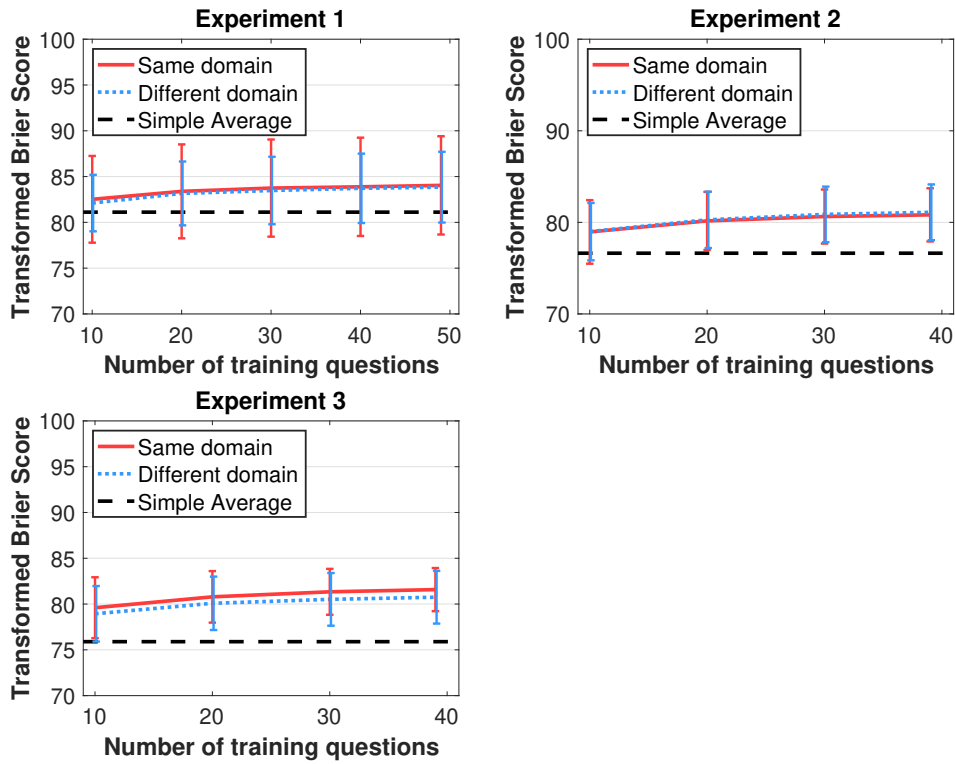 Experiment 1
Transformed Brier Score
100
95
90
85
80
75
70
Same domain
Different domain
Simple Average
10 20 30 40 50
Number of training questions
Experiment 2
Transformed Brier Score
100
95
90
85
80
75
70
Same domain
Different domain
Simple Average
10 20 30 40
Number of training questions
Experiment 3
Transformed Brier Score
100
95
90
85
80
75
70
Same domain
Different domain
Simple Average
10 20 30 40
Number of training questions